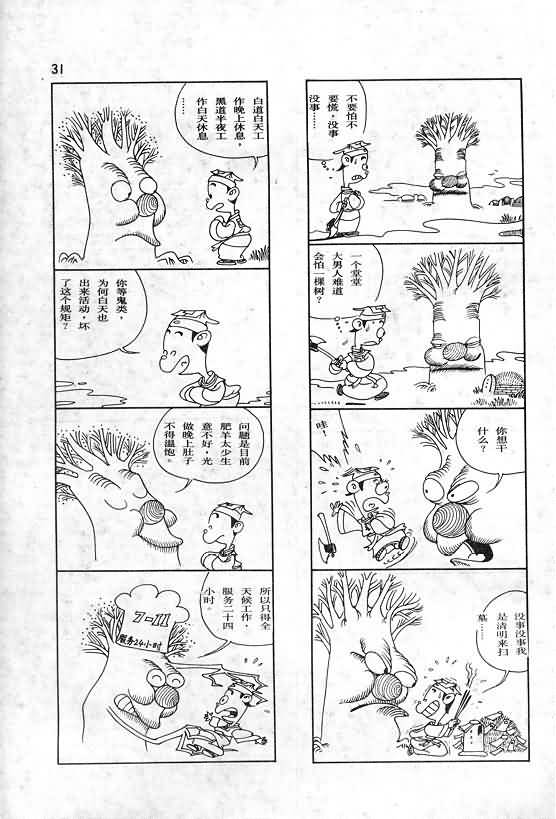 31
不要怕不
要慌，没事
没事……
一个堂堂
大男人难道
会怕一棵树？
你想干
什么？
哇！
没事没事我
是清明来扫
墓……
白道白天工
作晚上休息，
黑道半夜工
作白天休息
……
你等鬼类，
为何白天也
出来活动，坏
了这个规矩？
问题是目前
肥羊太少生
意不好，光
做晚上肚子
不得温饱。
所以只得全
天候工作，
服务二十四
小时。
7-11
服务24小时